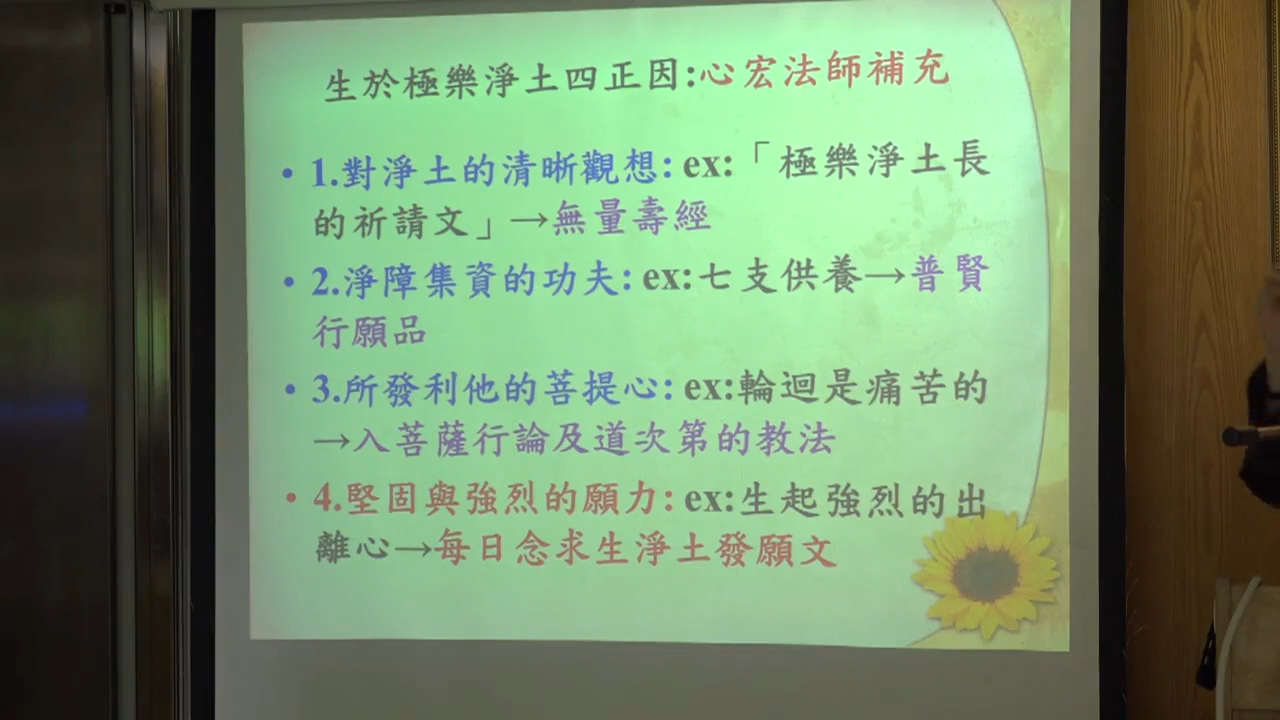 生於極樂淨土四正因:心宏法師補充
• 1.對淨土的清晰觀想: ex:「極樂淨土長
的祈請文」→無量壽經
• 2.淨障集資的功夫: ex:七支供養→普賢
行願品
• 3.所發利他的菩提心: ex:輪迴是痛苦的
→入菩薩行論及道次第的教法
• 4.堅固與強烈的願力: ex:生起強烈的出
離心→每日念求生淨土發願文